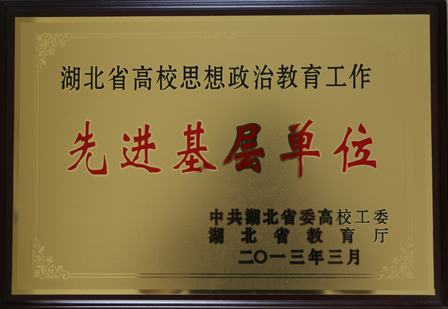 湖北省高校思想政治教育工作
先进基层单位
中共湖北省委高校工委
湖北省教育厅
二〇一三年三月